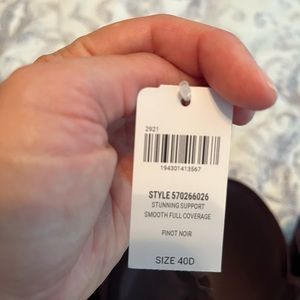 2921
194301413567
STYLE 570266026
STUNNING SUPPORT
SMOOTH FULL COVERAGE
PINOT NOIR
SIZE 40D